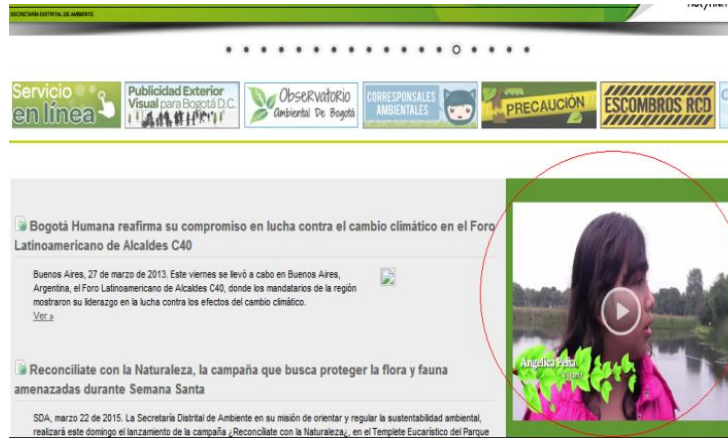 SECRETARÍA DISTRITAL DE AMBIENTE
Servicio
en línea
Publicidad Exterior
Visual para Bogotá D.C.
Observatorio
Ambiental De Bogotá
CORRESPONSALES
AMBIENTALES
PRECAUCIÓN
ESCOMBROS RCD
Bogotá Humana reafirma su compromiso en lucha contra el cambio climático en el Foro
Latinoamericano de Alcaldes C40
Buenos Aires, 27 de marzo de 2013. Este viernes se llevó a cabo en Buenos Aires,
Argentina, el Foro Latinoamericano de Alcaldes C40, donde los mandatarios de la región
mostraron su liderazgo en la lucha contra los efectos del cambio climático.
Ver »
Angelica Peña
Reconcíliate con la Naturaleza, la campaña que busca proteger la flora y fauna
amenazadas durante Semana Santa
SDA, marzo 22 de 2015. La Secretaría Distrital de Ambiente en su misión de orientar y regular la sustentabilidad ambiental,
realizará este domingo el lanzamiento de la campaña ¿Reconcíliate con la Naturaleza¿, en el Templete Eucarístico del Parque